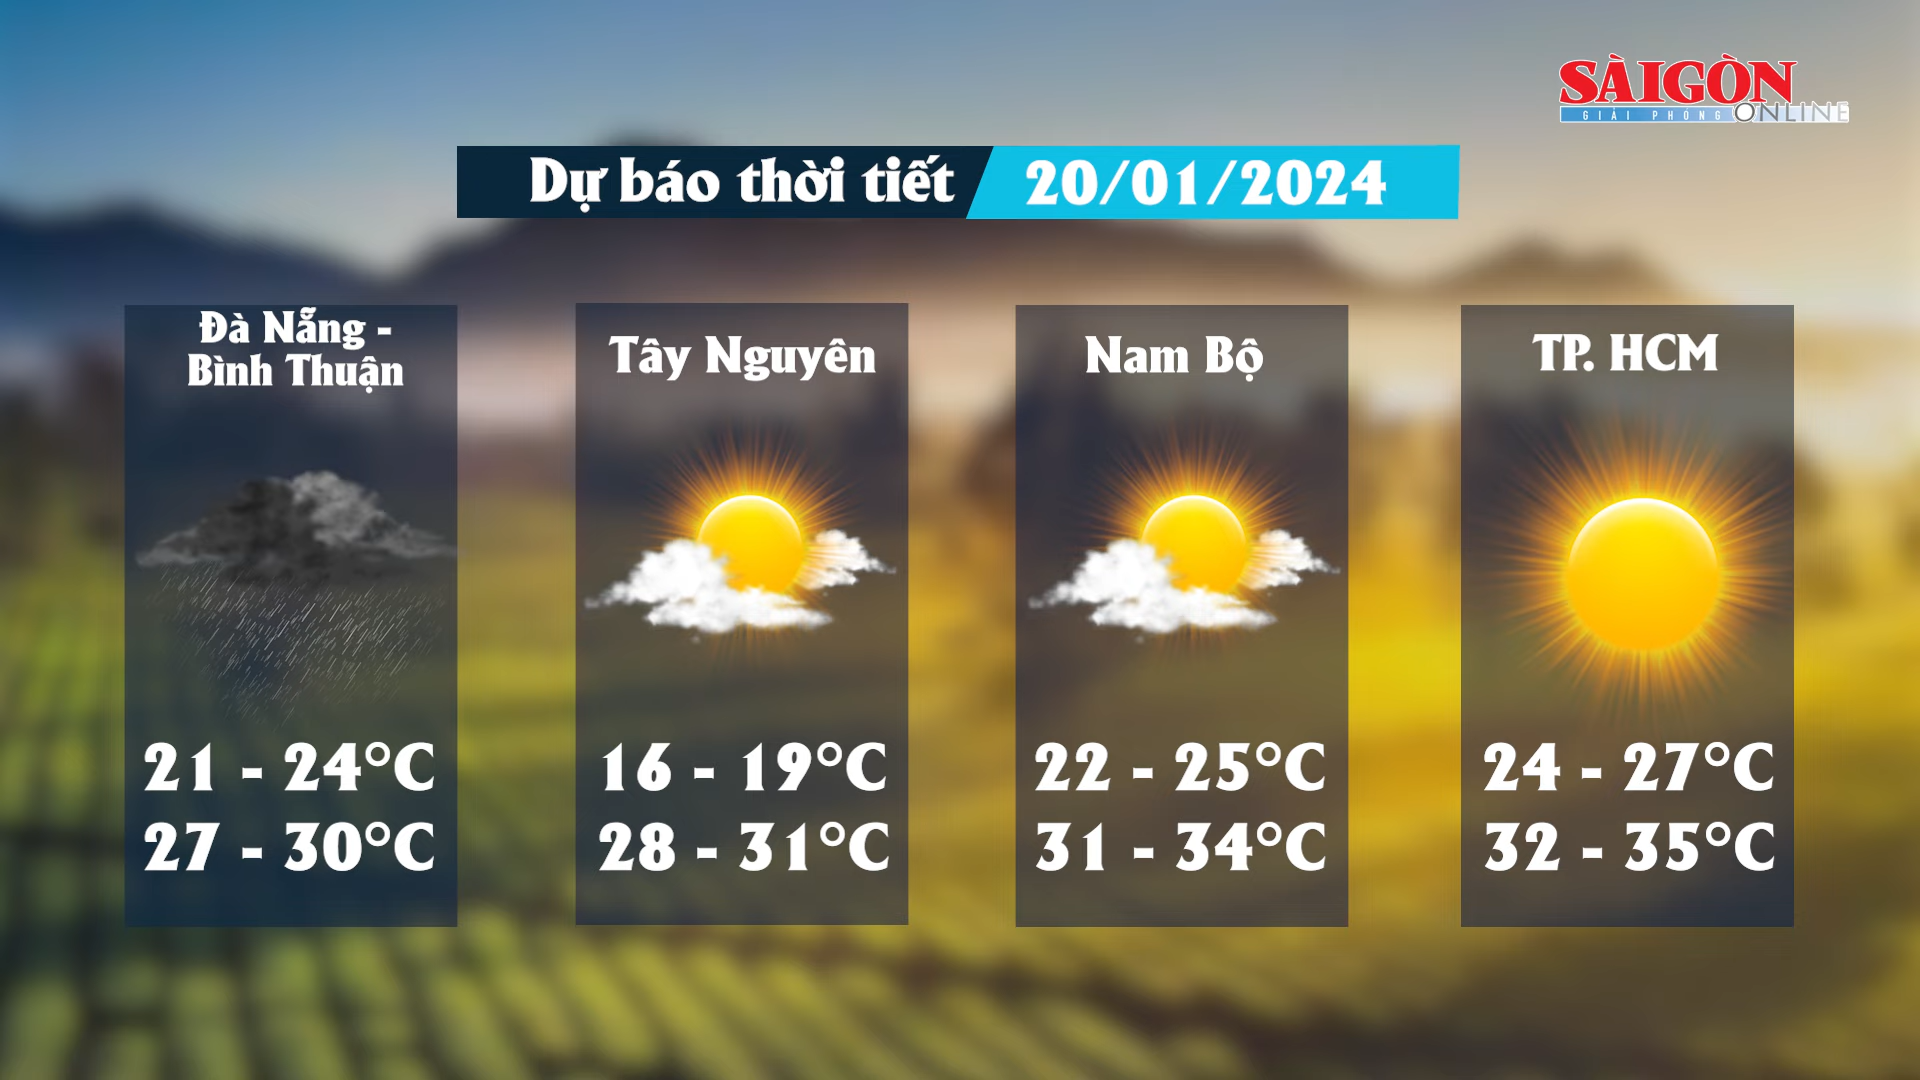 SÀIGÒN
GIẢI PHÓNG ONLINE
Dự báo thời tiết 20/01/2024
Đà Nẵng -
Bình Thuận
21 - 24°C
27 - 30°C
Tây Nguyên
16 - 19°C
28 - 31°C
Nam Bộ
22 - 25°C
31 - 34°C
TP. HCM
24 - 27°C
32 - 35°C